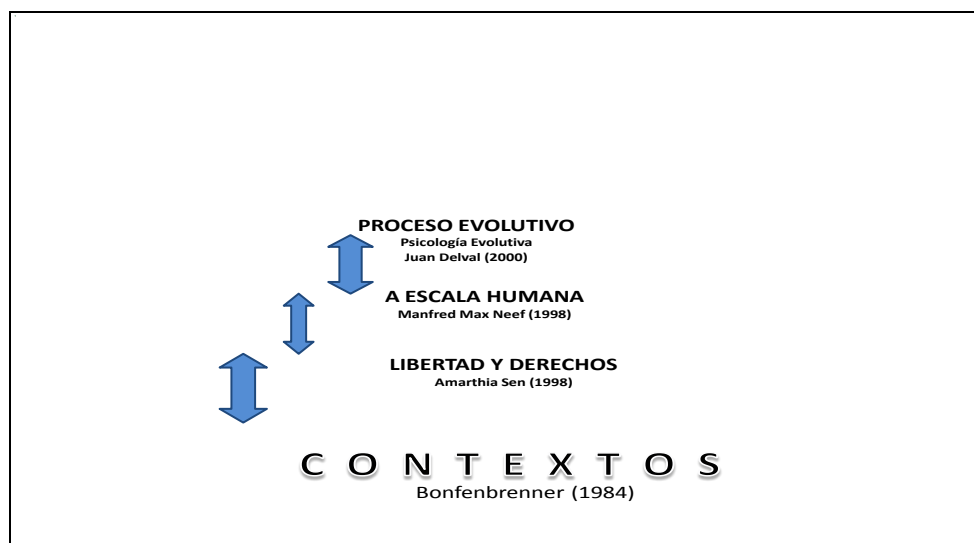 PROCESO EVOLUTIVO
Psicología Evolutiva
Juan Delval (2000)
A ESCALA HUMANA
Manfred Max Neef (1998)
LIBERTAD Y DERECHOS
Amarthia Sen (1998)
C O N T E X T O S
Bonfenbrenner (1984)